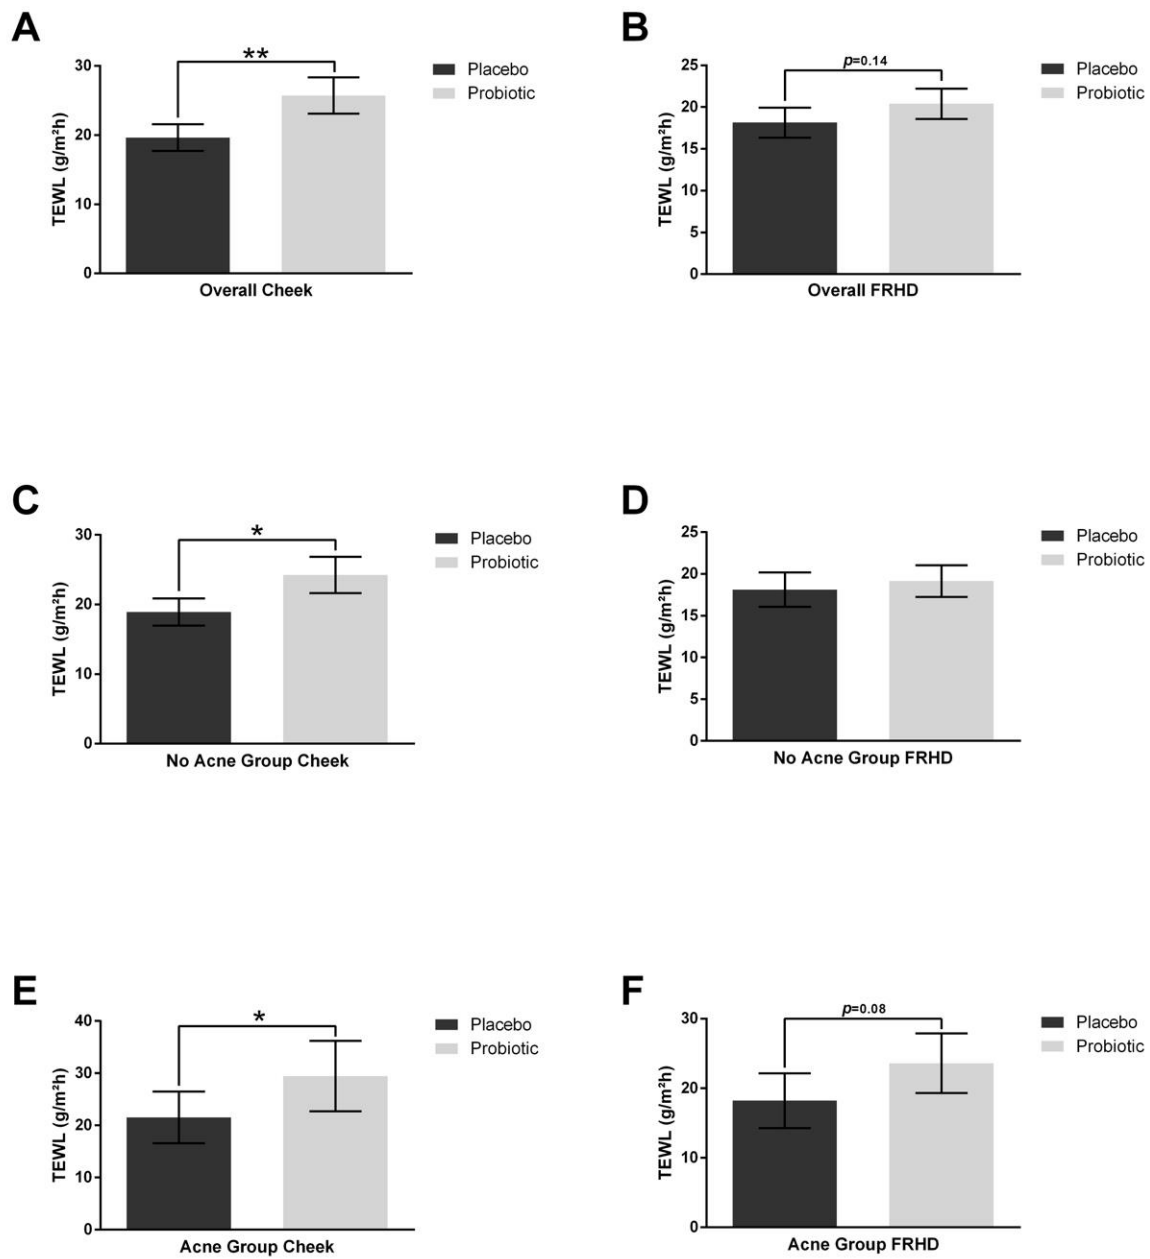 A
B
**
Placebo
Probiotic
30
20
10
0
TEWL (g/m²h)
Overall Cheek
p=0.14
Placebo
Probiotic
25
20
15
10
5
0
TEWL (g/m²h)
Overall FRHD
C
D
*
Placebo
Probiotic
30
20
10
0
TEWL (g/m²h)
No Acne Group Cheek
Placebo
Probiotic
25
20
15
10
5
0
TEWL (g/m²h)
No Acne Group FRHD
E
F
*
Placebo
Probiotic
40
30
20
10
0
TEWL (g/m²h)
Acne Group Cheek
p=0.08
Placebo
Probiotic
30
20
10
0
TEWL (g/m²h)
Acne Group FRHD